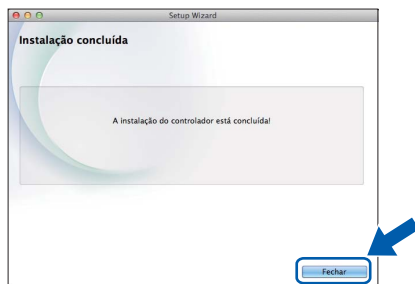 Setup Wizard
Instalação concluída
A instalação do controlador está concluída!
Fechar